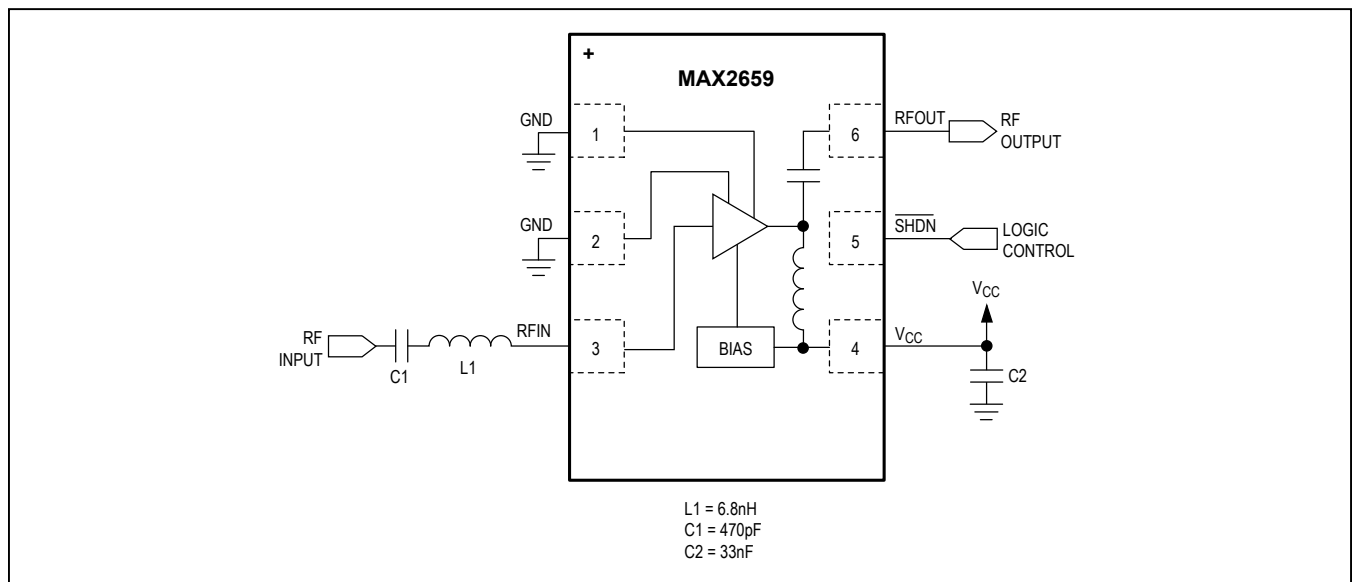 +
MAX2659
GND
1
6
RFOUT
RF
OUTPUT
GND
2
5
SHDN
LOGIC
CONTROL
VCC
RF
INPUT
C1
L1
RFIN
3
BIAS
4
VCC
C2
L1 = 6.8nH
C1 = 470pF
C2 = 33nF